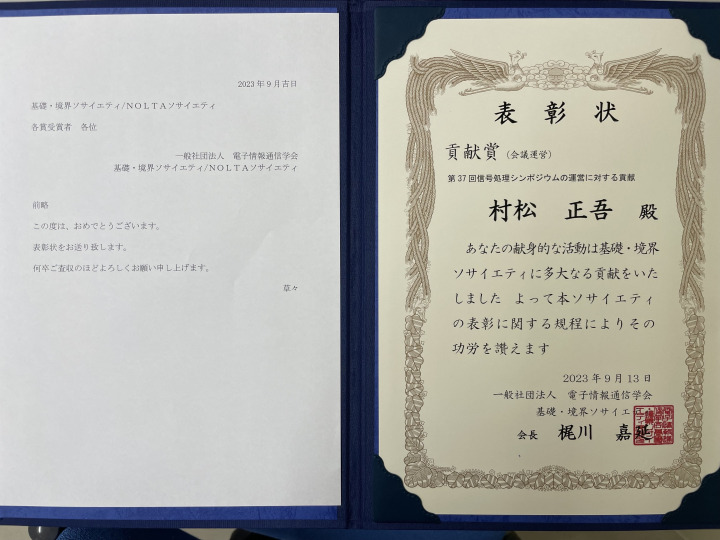 2023年9月吉日
基礎・境界ソサイエティ/NOLTAソサイエティ
各賞受賞者 各位
一般社団法人 電子情報通信学会
基礎・境界ソサイエティ/NOLTAソサイエティ
前略
この度は、おめでとうございます。
表彰状をお送り致します。
何卒ご査収のほどよろしくお願い申し上げます。
草々
表彰状
貢献賞（会議運営）
第37回信号処理シンポジウムの運営に対する貢献
村松 正吾 殿
あなたの献身的な活動は基礎・境界
ソサイエティに多大なる貢献をいた
しました よって本ソサイエティ
の表彰に関する規程によりその
功労を讃えます
2023年9月13日
一般社団法人 電子情報通信学会
基礎・境界ソサイエ
会長 梶川 嘉延